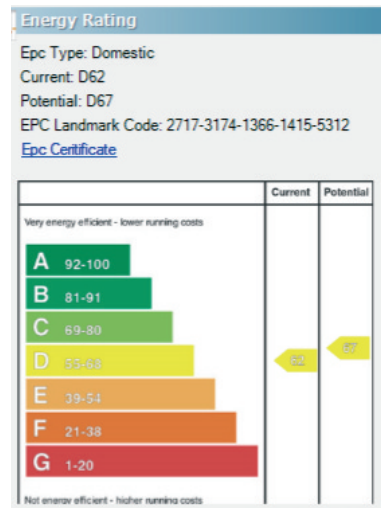 Energy Rating
Epc Type: Domestic
Current: D62
Potential: D67
EPC Landmark Code: 2717-3174-1366-1415-5312
Epc Certificate
Current Potential
Very energy efficient - lower running costs
A 92-100
B 81-91
C 69-80
D 55-68
62
67
E 39-54
F 21-38
G 1-20
Not energy efficient - higher running costs